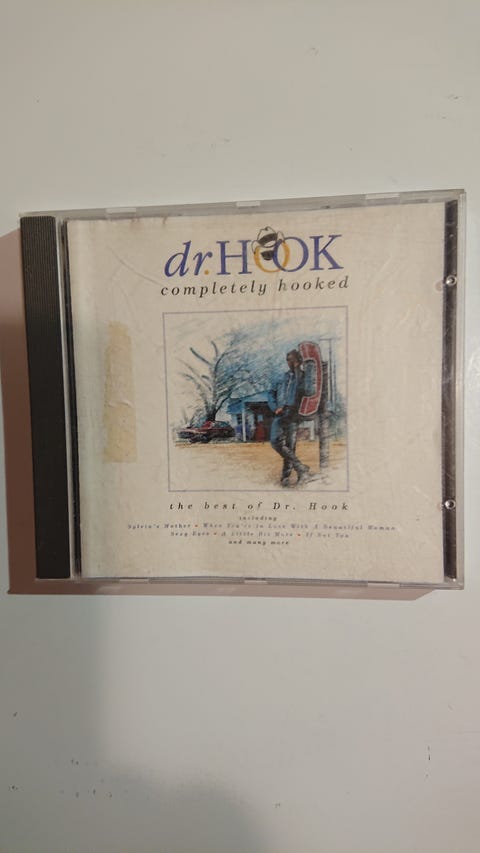 dr. HOOK
completely hooked
the best of Dr. Hook
including
Sylvia's Mother • When You're In Love With A Beautiful Woman
Sexy Eyes • A Little Bit More • If Not You
and many more